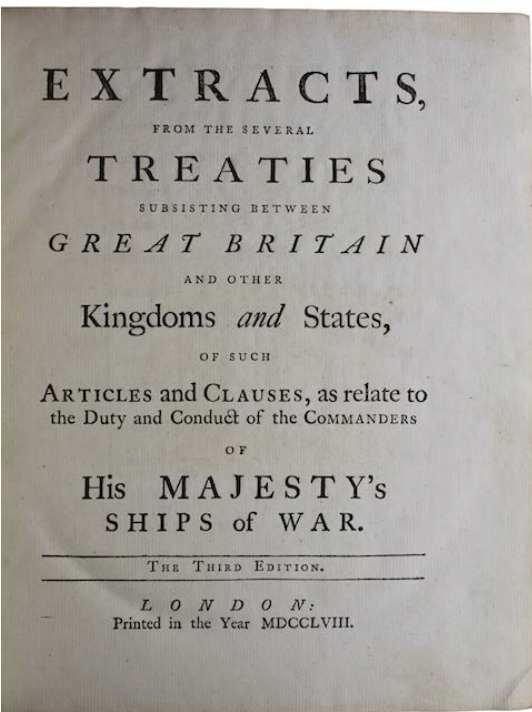 EXTRACTS,
FROM THE SEVERAL
TREATIES
SUBSISTING BETWEEN
GREAT BRITAIN
AND OTHER
Kingdoms and States,
OF SUCH
ARTICLES and CLAUSES, as relate to
the Duty and Conduct of the COMMANDERS
OF
His MAJESTY's
SHIPS of WAR.
THE THIRD EDITION.
LONDON:
Printed in the Year MDCCLVIII.